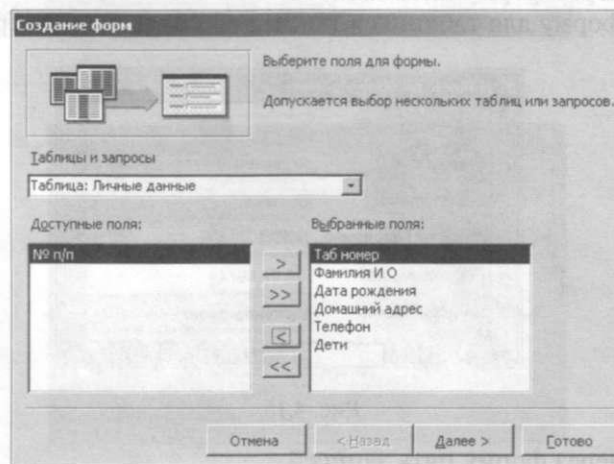 Создание форм
Выберите поля для формы.
Допускается выбор нескольких таблиц или запросов.
Таблицы и запросы
Таблица: Личные данные
Доступные поля:
Выбранные поля:
№ п/п
>
>>
<
<<
Таб номер
Фамилия И О
Дата рождения
Домашний адрес
Телефон
Дети
Отмена
< Назад
Далее >
Готово